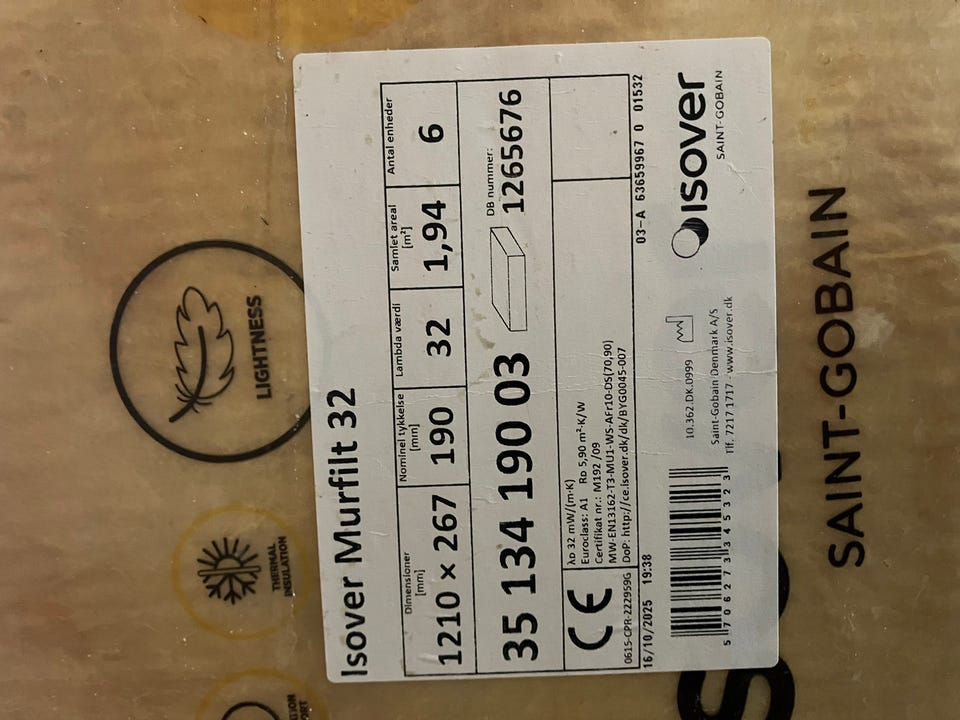 LIGHTNESS
THERMAL
INSULATION
Isover Murfilt 32
Dimensioner
[mm]
1210 × 267
Nominel tykkelse
[mm]
190
Lambda værdi
32
Samlet areal
[m²]
1,94
Antal enheder
6
35 134 190 03
DB nummer:
1265676
CE
0615-CPR-222959G
λD 32 mW/(m·K)
Euroclass: A1 RD 5,90 m²·K/W
Certifikat nr.: M192 /09
MW-EN13162-T3-MU1-WS-AFr10-DS(70,90)
DoP: http://ce.isover.dk/dk/BYG0045-007
16/10/2025 19:38
03-A 63659967 0 01532
5 706273 345323
10.362.DK.0999
Saint-Gobain Denmark A/S
Tlf. 7217 1717 - www.isover.dk
isover
SAINT-GOBAIN
SAINT-GOBAIN